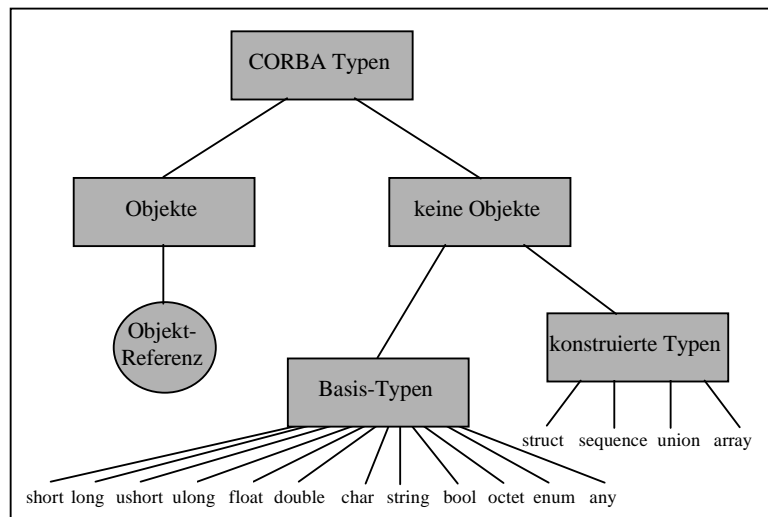 CORBA Typen
Objekte
keine Objekte
Objekt-
Referenz
konstruierte Typen
Basis-Typen
struct sequence union array
short long ushort ulong float double char string bool octet enum any